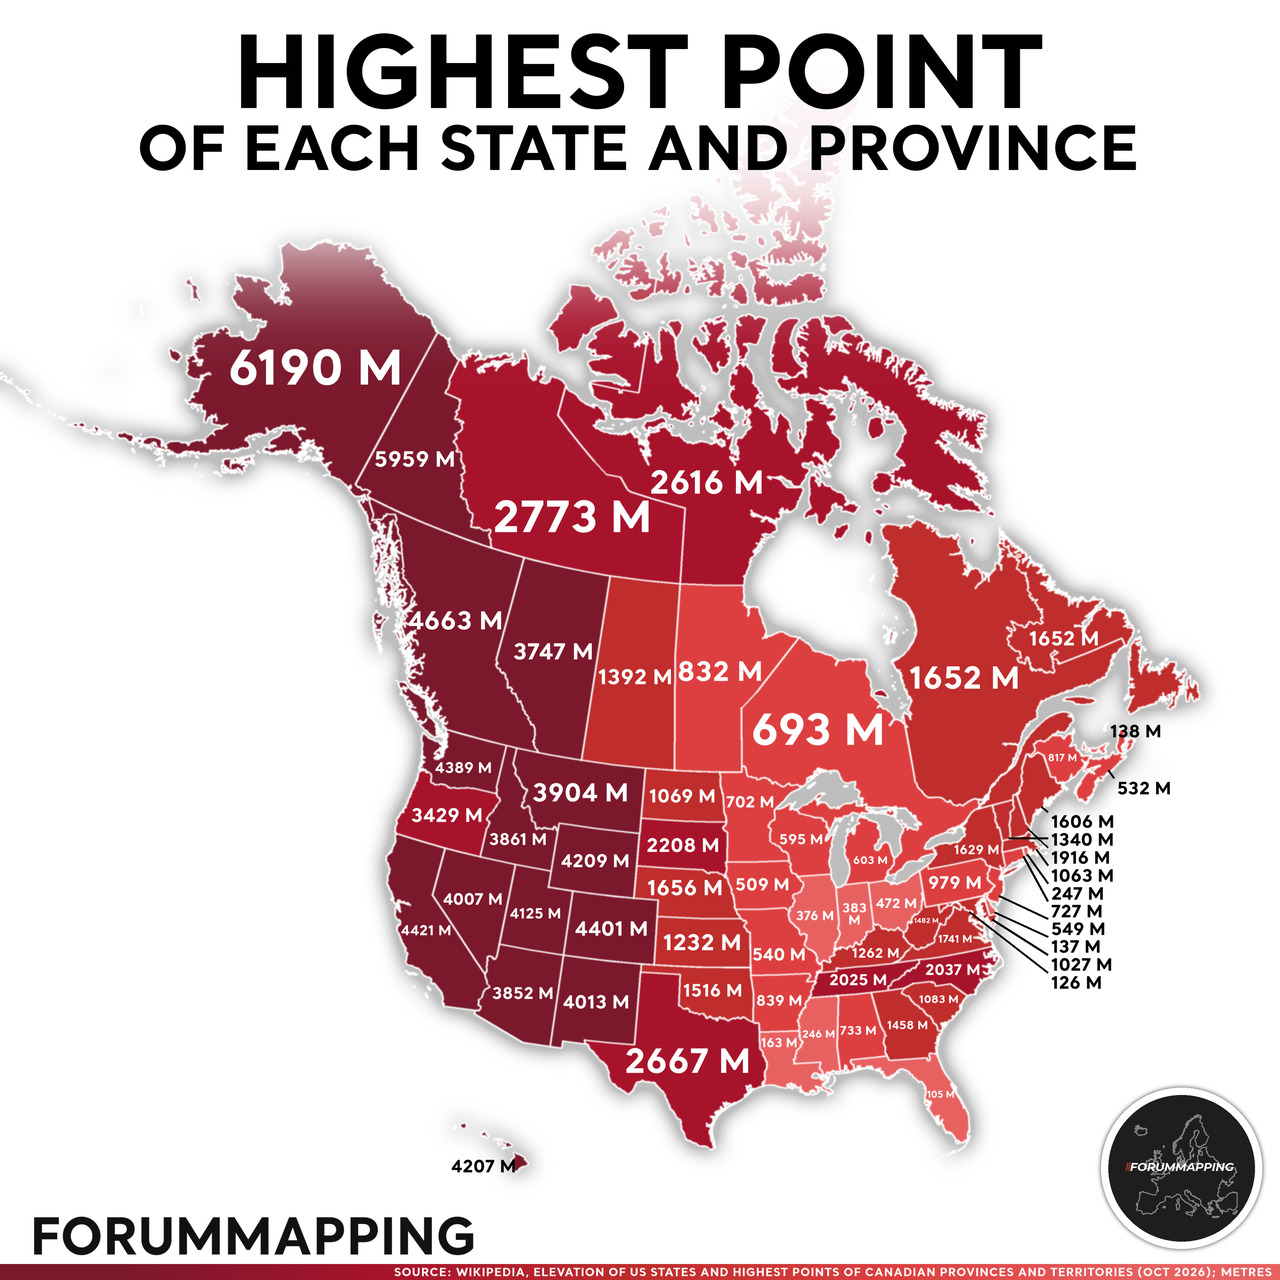 HIGHEST POINT
OF EACH STATE AND PROVINCE
6190 M
5959 M
2616 M
2773 M
4663 M
3747 M
1392 M
832 M
693 M
1652 M
1652 M
138 M
817 M
532 M
4389 M
3904 M
1069 M
702 M
3429 M
3861 M
4209 M
2208 M
595 M
603 M
1629 M
1606 M
1340 M
1916 M
1063 M
247 M
727 M
549 M
137 M
1027 M
126 M
4007 M
4125 M
4401 M
1656 M
509 M
376 M
383
M
472 M
979 M
1482 M
1741 M
4421 M
1232 M
540 M
1262 M
2025 M
2037 M
3852 M
4013 M
1516 M
839 M
1083 M
2667 M
163 M
246 M
733 M
1458 M
105 M
4207 M
//FORUMMAPPING
FORUMMAPPING
SOURCE: WIKIPEDIA, ELEVATION OF US STATES AND HIGHEST POINTS OF CANADIAN PROVINCES AND TERRITORIES (OCT 2026); METRES